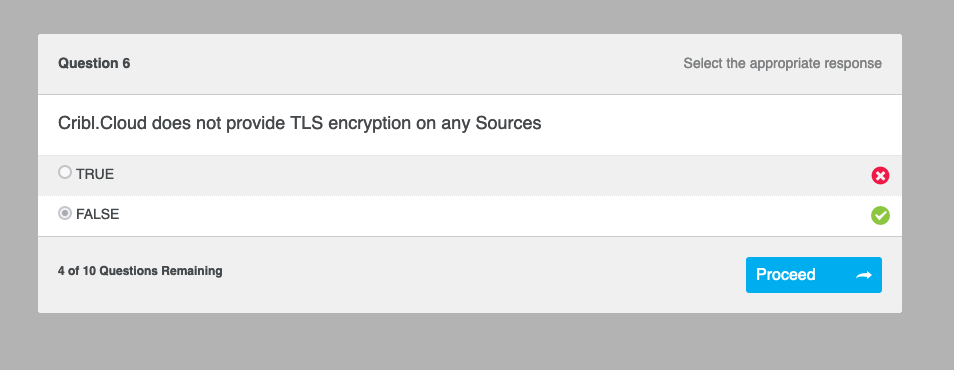 Question 6
Select the appropriate response
Cribl.Cloud does not provide TLS encryption on any Sources
TRUE
FALSE
4 of 10 Questions Remaining
Proceed